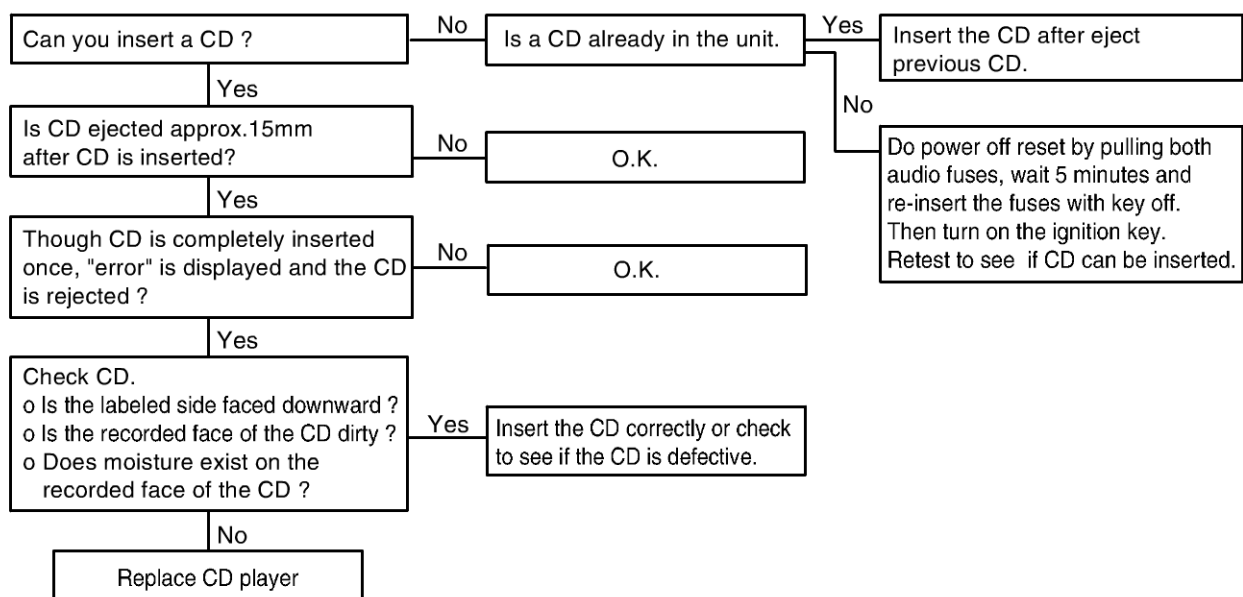 Can you insert a CD ?
No
Is a CD already in the unit.
Yes
Insert the CD after eject
previous CD.
Yes
No
Is CD ejected approx.15mm
after CD is inserted?
No
O.K.
Do power off reset by pulling both
audio fuses, wait 5 minutes and
re-insert the fuses with key off.
Then turn on the ignition key.
Retest to see if CD can be inserted.
Yes
Though CD is completely inserted
once, "error" is displayed and the CD
is rejected ?
No
O.K.
Yes
Check CD.
o Is the labeled side faced downward ?
o Is the recorded face of the CD dirty ?
o Does moisture exist on the
recorded face of the CD ?
Yes
Insert the CD correctly or check
to see if the CD is defective.
No
Replace CD player